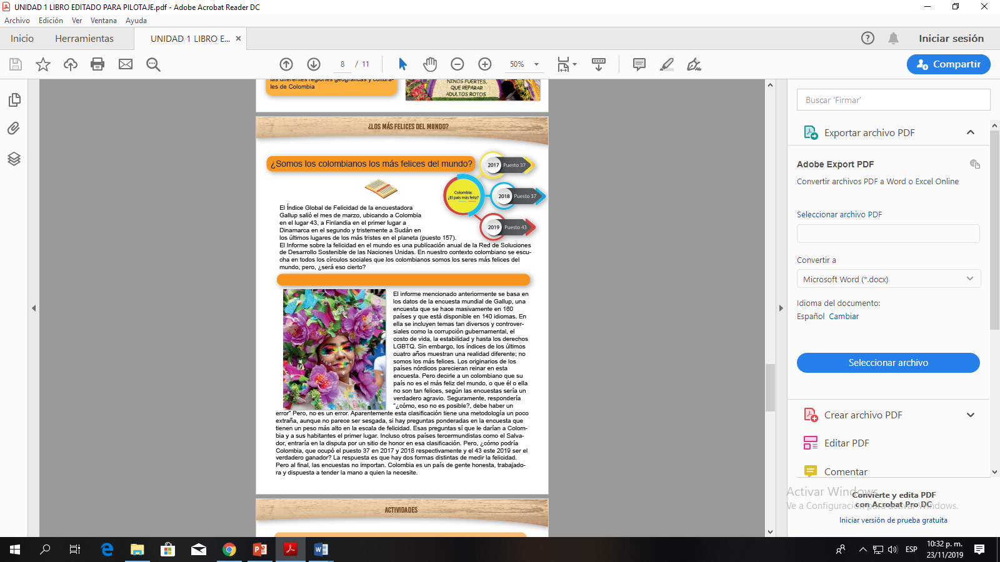 UNIDAD 1 LIBRO EDITADO PARA PILOTAJE.pdf - Adobe Acrobat Reader DC
Archivo Edición Ver Ventana Ayuda
Inicio Herramientas UNIDAD 1 LIBRO E... × Iniciar sesión
8 / 11 50% Compartir
las diferentes regiones geográficas y cultura-
les de Colombia
NIÑOS FUERTES,
QUE REPARAR
ADULTOS ROTOS
¿LOS MÁS FELICES DEL MUNDO?
¿Somos los colombianos los más felices del mundo?
2017 Puesto 37
Colombia:
¿El país más feliz?
2018 Puesto 37
2019 Puesto 43
El Índice Global de Felicidad de la encuestadora
Gallup salió el mes de marzo, ubicando a Colombia
en el lugar 43, a Finlandia en el primer lugar a
Dinamarca en el segundo y tristemente a Sudán en
los últimos lugares de los más tristes en el planeta (puesto 157).
El Informe sobre la felicidad en el mundo es una publicación anual de la Red de Soluciones
de Desarrollo Sostenible de las Naciones Unidas. En nuestro contexto colombiano se escu-
cha en todos los círculos sociales que los colombianos somos los seres más felices del
mundo, pero, ¿será eso cierto?
El informe mencionado anteriormente se basa en
los datos de la encuesta mundial de Gallup, una
encuesta que se hace masivamente en 160
países y que está disponible en 140 idiomas. En
ella se incluyen temas tan diversos y controver-
siales como la corrupción gubernamental, el
costo de vida, la estabilidad y hasta los derechos
LGBTQ. Sin embargo, los índices de los últimos
cuatro años muestran una realidad diferente; no
somos los más felices. Los originarios de los
países nórdicos parecieran reinar en esta
encuesta. Pero decirle a un colombiano que su
país no es el más feliz del mundo, o que él o ella
no son tan felices, según las encuestas sería un
verdadero agravio. Seguramente, respondería
“¿cómo, eso no es posible?, debe haber un
error” Pero, no es un error. Aparentemente esta clasificación tiene una metodología un poco
extraña, aunque no parece ser sesgada, si hay preguntas ponderadas en la encuesta que
tienen un peso más alto en la escala de felicidad. Esas preguntas sí que le darían a Colom-
bia y a sus habitantes el primer lugar. Incluso otros países tercermundistas como el Salva-
dor, entraría en la disputa por un sitio de honor en esa clasificación. Pero, ¿cómo podría
Colombia, que ocupó el puesto 37 en 2017 y 2018 respectivamente y el 43 este 2019 ser el
verdadero ganador? La respuesta es que hay dos formas distintas de medir la felicidad.
Pero al final, las encuestas no importan. Colombia es un país de gente honesta, trabajado-
ra y dispuesta a tender la mano a quien la necesite.
ACTIVIDADES
Buscar 'Firmar'
Exportar archivo PDF
Adobe Export PDF
Convertir archivos PDF a Word o Excel Online
Seleccionar archivo PDF
Convertir a
Microsoft Word (*.docx)
Idioma del documento:
Español Cambiar
Seleccionar archivo
Crear archivo PDF
Editar PDF
Comentar
Activar Windows
Ve a Configuración para activar Windows.
Convierte y edita PDF
con Acrobat Pro DC
Iniciar versión de prueba gratuita
ESP
10:32 p. m.
23/11/2019